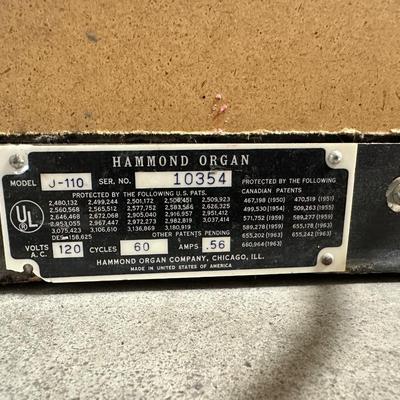 HAMMOND ORGAN
MODEL J-110 SER. NO. 10354
PROTECTED BY THE FOLLOWING U.S. PATS.
2,480,132 2,499,244 2,501,172 2,500,451 2,509,923
2,560,568 2,565,512 2,577,752 2,583,566 2,626,325
2,646,468 2,672,068 2,905,040 2,916,957 2,951,412
2,953,055 2,967,447 2,972,273 2,982,819 3,037,414
3,075,423 3,106,610 3,136,869 3,180,919
DES-158,625 OTHER PATENTS PENDING
PROTECTED BY THE FOLLOWING
CANADIAN PATENTS
467,198 (1950) 470,519 (1951)
499,530 (1954) 509,263 (1955)
571,752 (1959) 589,277 (1959)
589,278 (1959) 655,178 (1963)
655,202 (1963) 655,242 (1963)
660,964 (1963)
UL
VOLTS A.C. 120 CYCLES 60 AMPS .56
HAMMOND ORGAN COMPANY, CHICAGO, ILL.
MADE IN UNITED STATES OF AMERICA